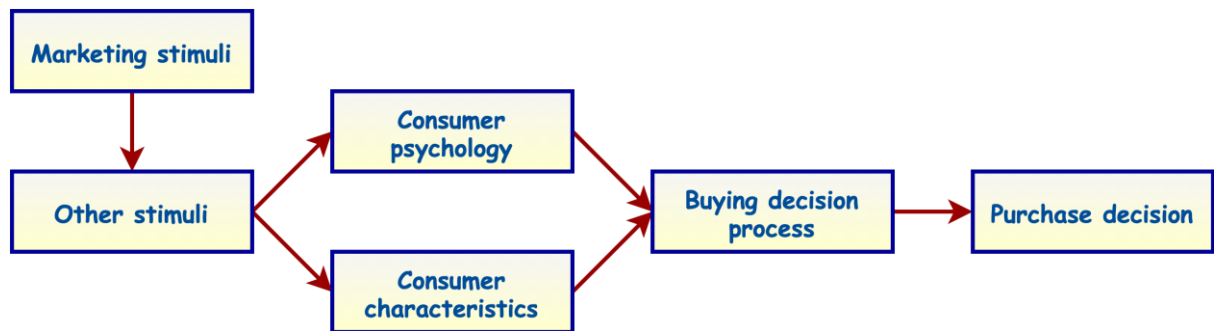 Marketing stimuli
Other stimuli
Consumer
psychology
Consumer
characteristics
Buying decision
process
Purchase decision